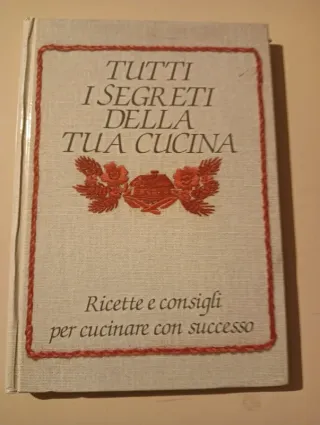 TUTTI
I SEGRETI
DELLA
TUA CUCINA
Ricette e consigli
per cucinare con successo